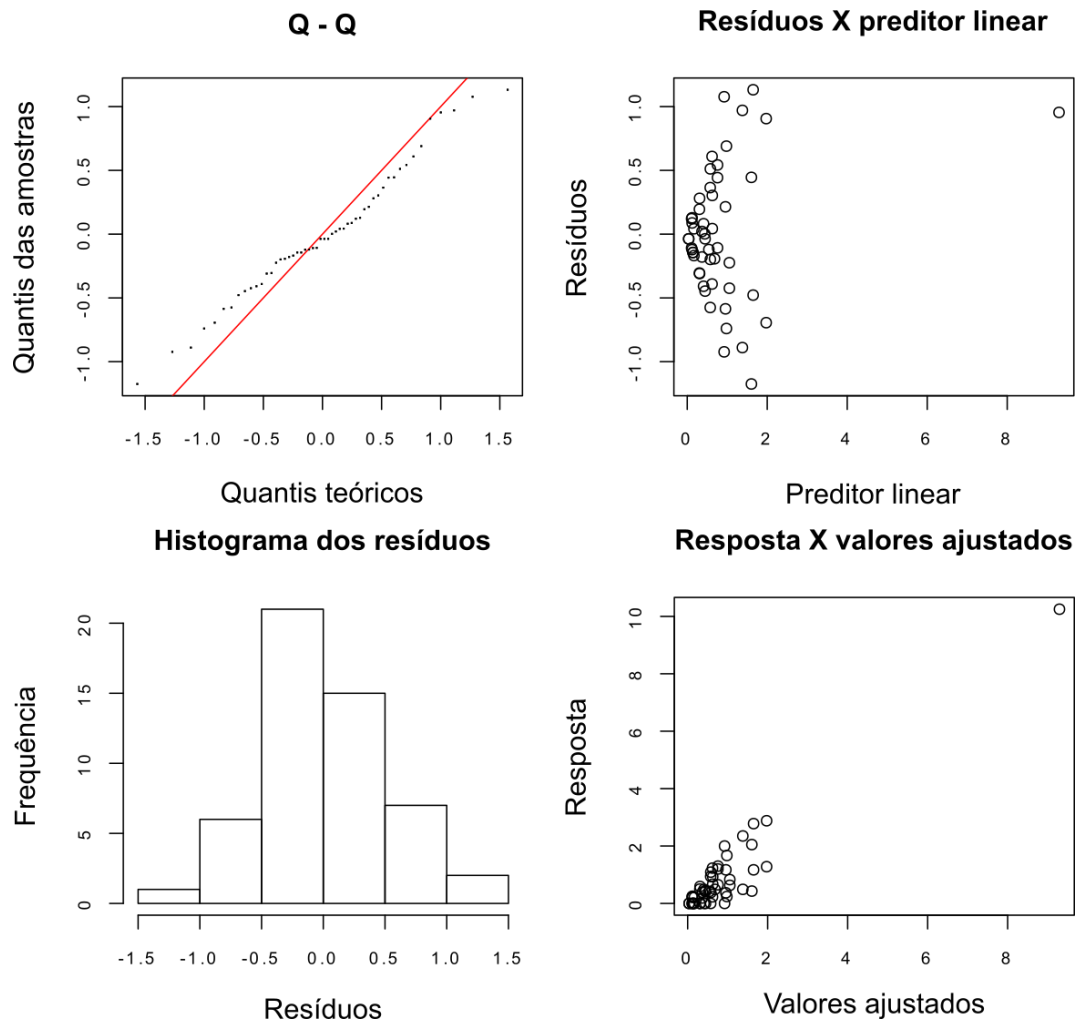 Q - Q
Quantis das amostras
1.0
0.5
0.0
-0.5
-1.0
-1.5 -1.0 -0.5 0.0 0.5 1.0 1.5
Quantis teóricos
Resíduos X preditor linear
Resíduos
1.0
0.5
0.0
-0.5
-1.0
0 2 4 6 8
Preditor linear
Histograma dos resíduos
Frequência
20
15
10
5
0
-1.5 -1.0 -0.5 0.0 0.5 1.0 1.5
Resíduos
Resposta X valores ajustados
Resposta
10
8
6
4
2
0
0 2 4 6 8
Valores ajustados